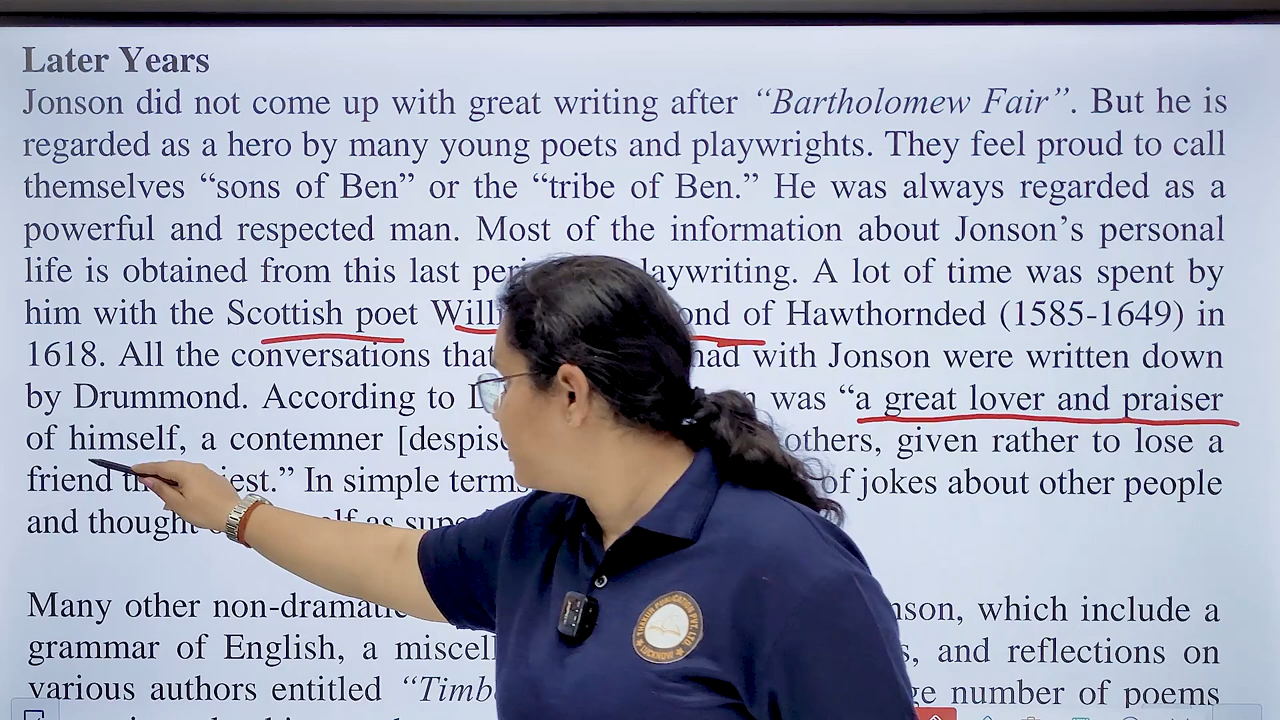 Later Years
Jonson did not come up with great writing after “Bartholomew Fair”. But he is
regarded as a hero by many young poets and playwrights. They feel proud to call
themselves “sons of Ben” or the “tribe of Ben.” He was always regarded as a
powerful and respected man. Most of the information about Jonson’s personal
life is obtained from this last laywriting. A lot of time was spent by
him with the Scottish poet Will ond of Hawthornded (1585-1649) in
1618. All the conversations that had with Jonson were written down
by Drummond. According to was “a great lover and praiser
of himself, a contemner [despis others, given rather to lose a
friend jest.” In simple terms of jokes about other people
and thought
Many other non-dramatic nson, which include a
grammar of English, a miscell s, and reflections on
various authors entitled “Timb ge number of poems